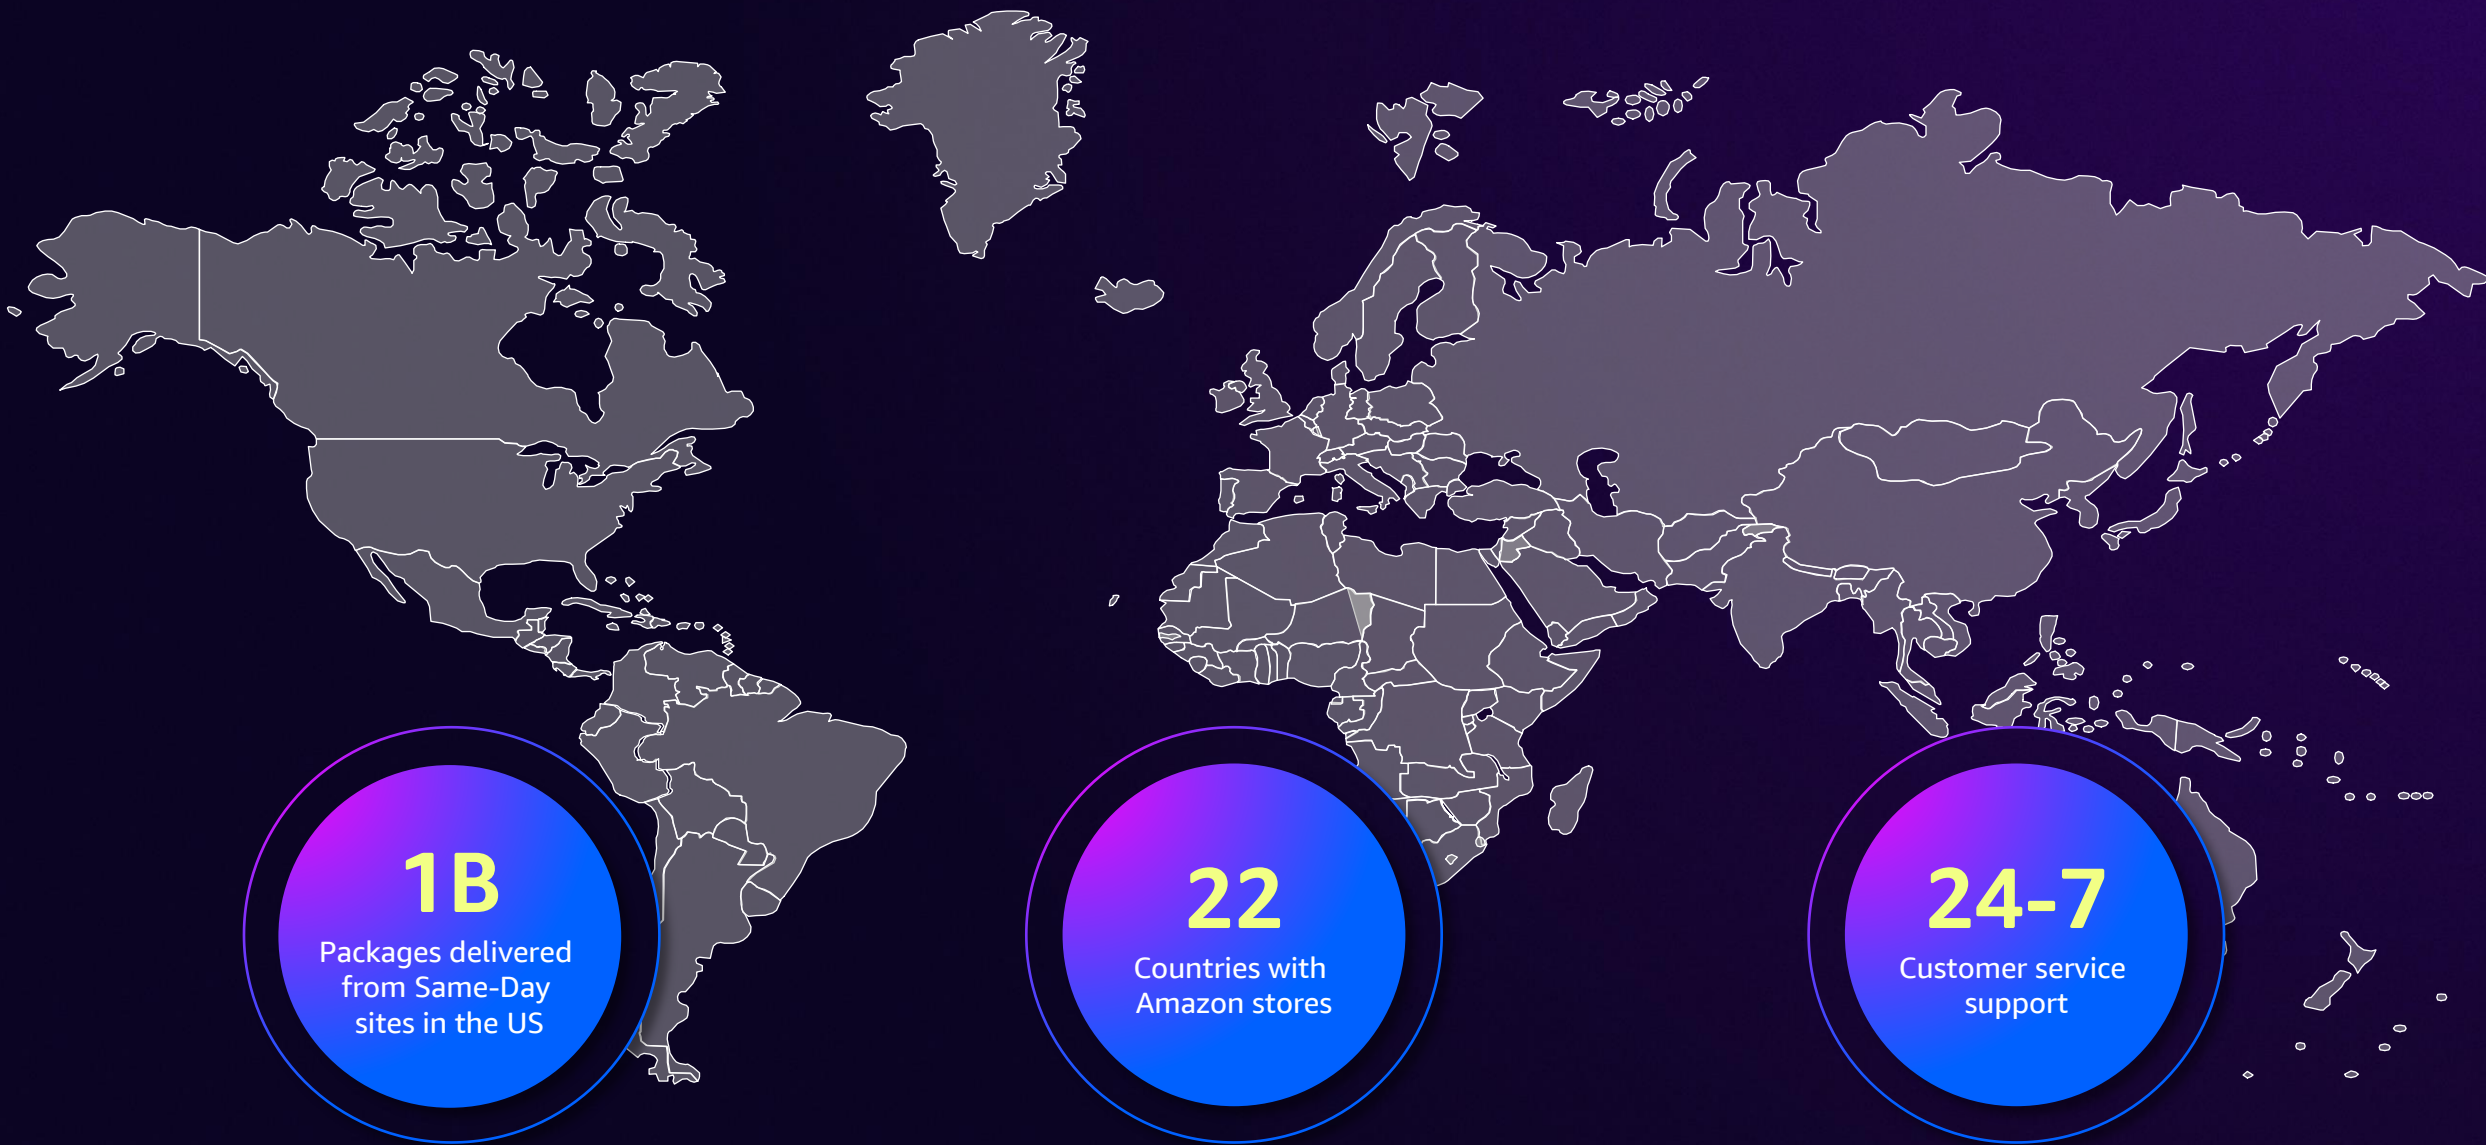 1B
Packages delivered
from Same-Day
sites in the US
22
Countries with
Amazon stores
24-7
Customer service
support